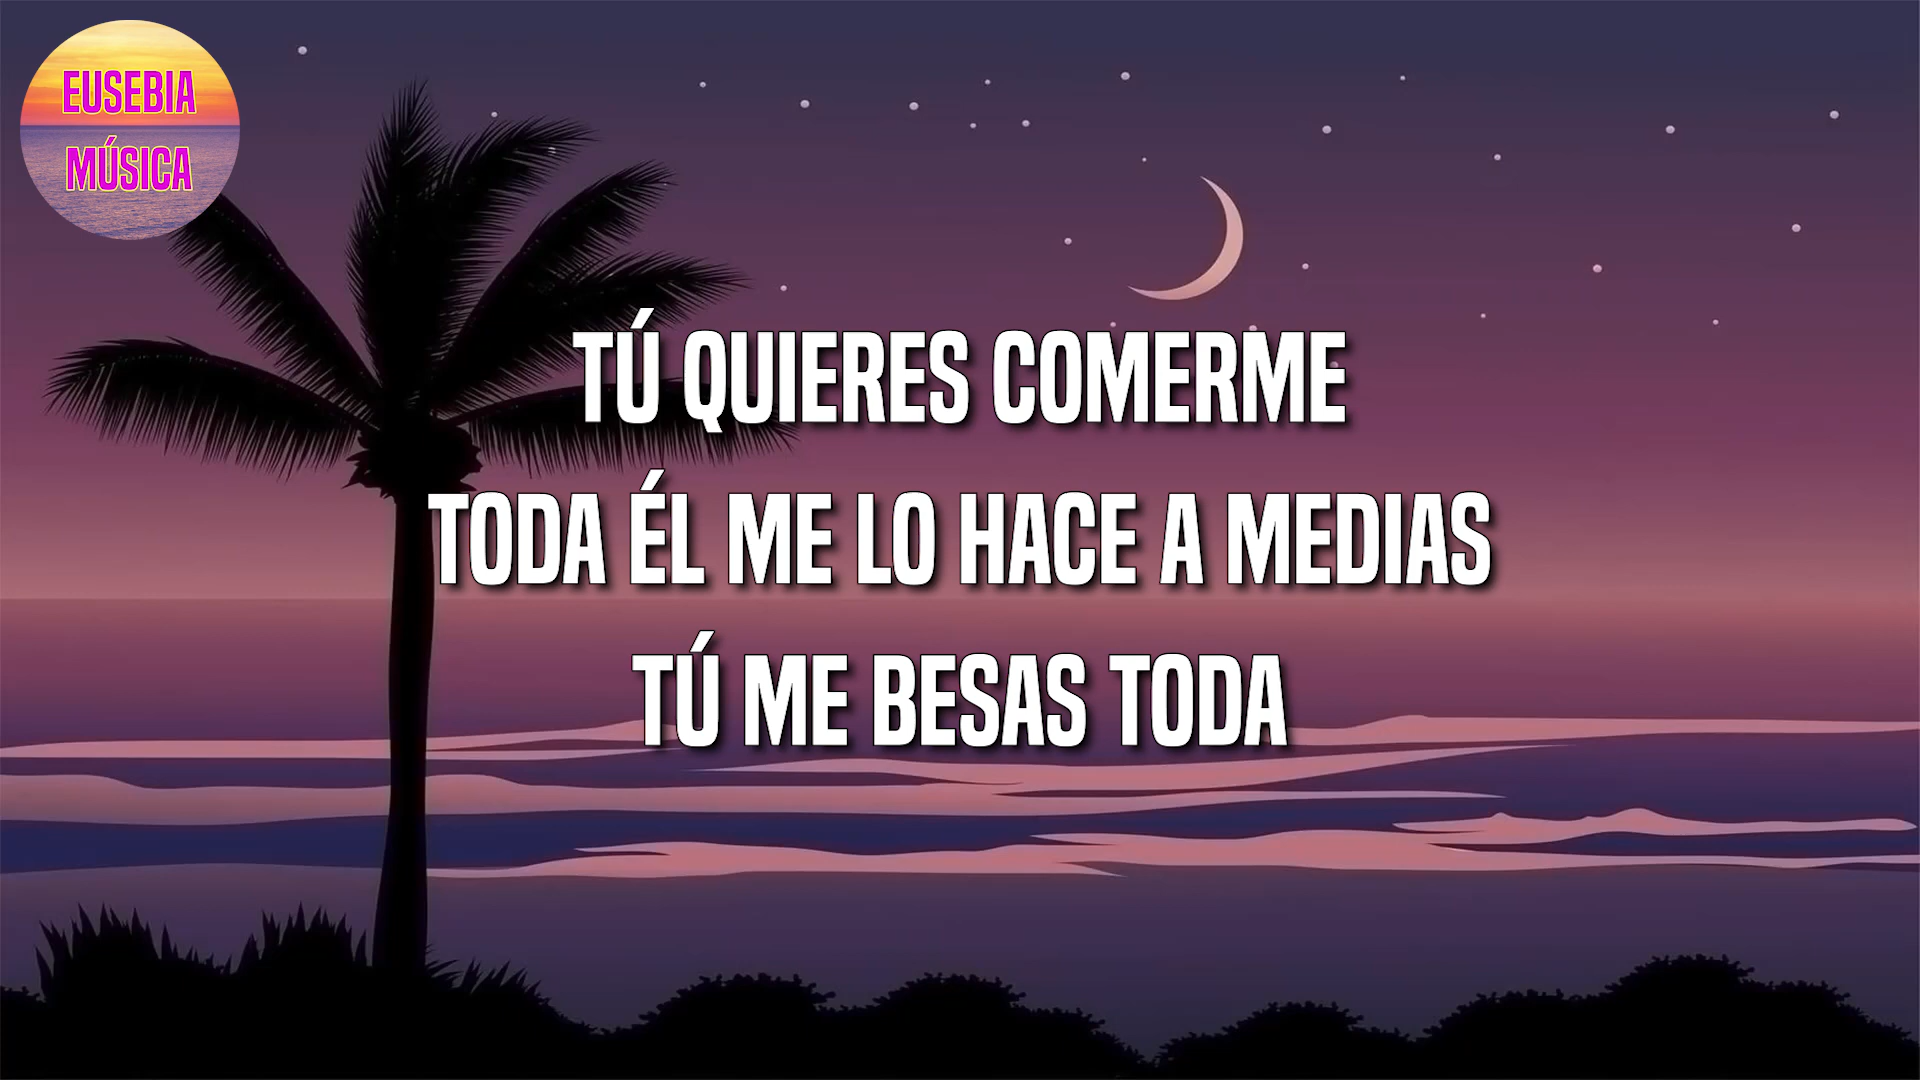 EUSEBIA
MÚSICA
TÚ QUIERES COMERME
TODA ÉL ME LO HACE A MEDIAS
TÚ ME BESAS TODA